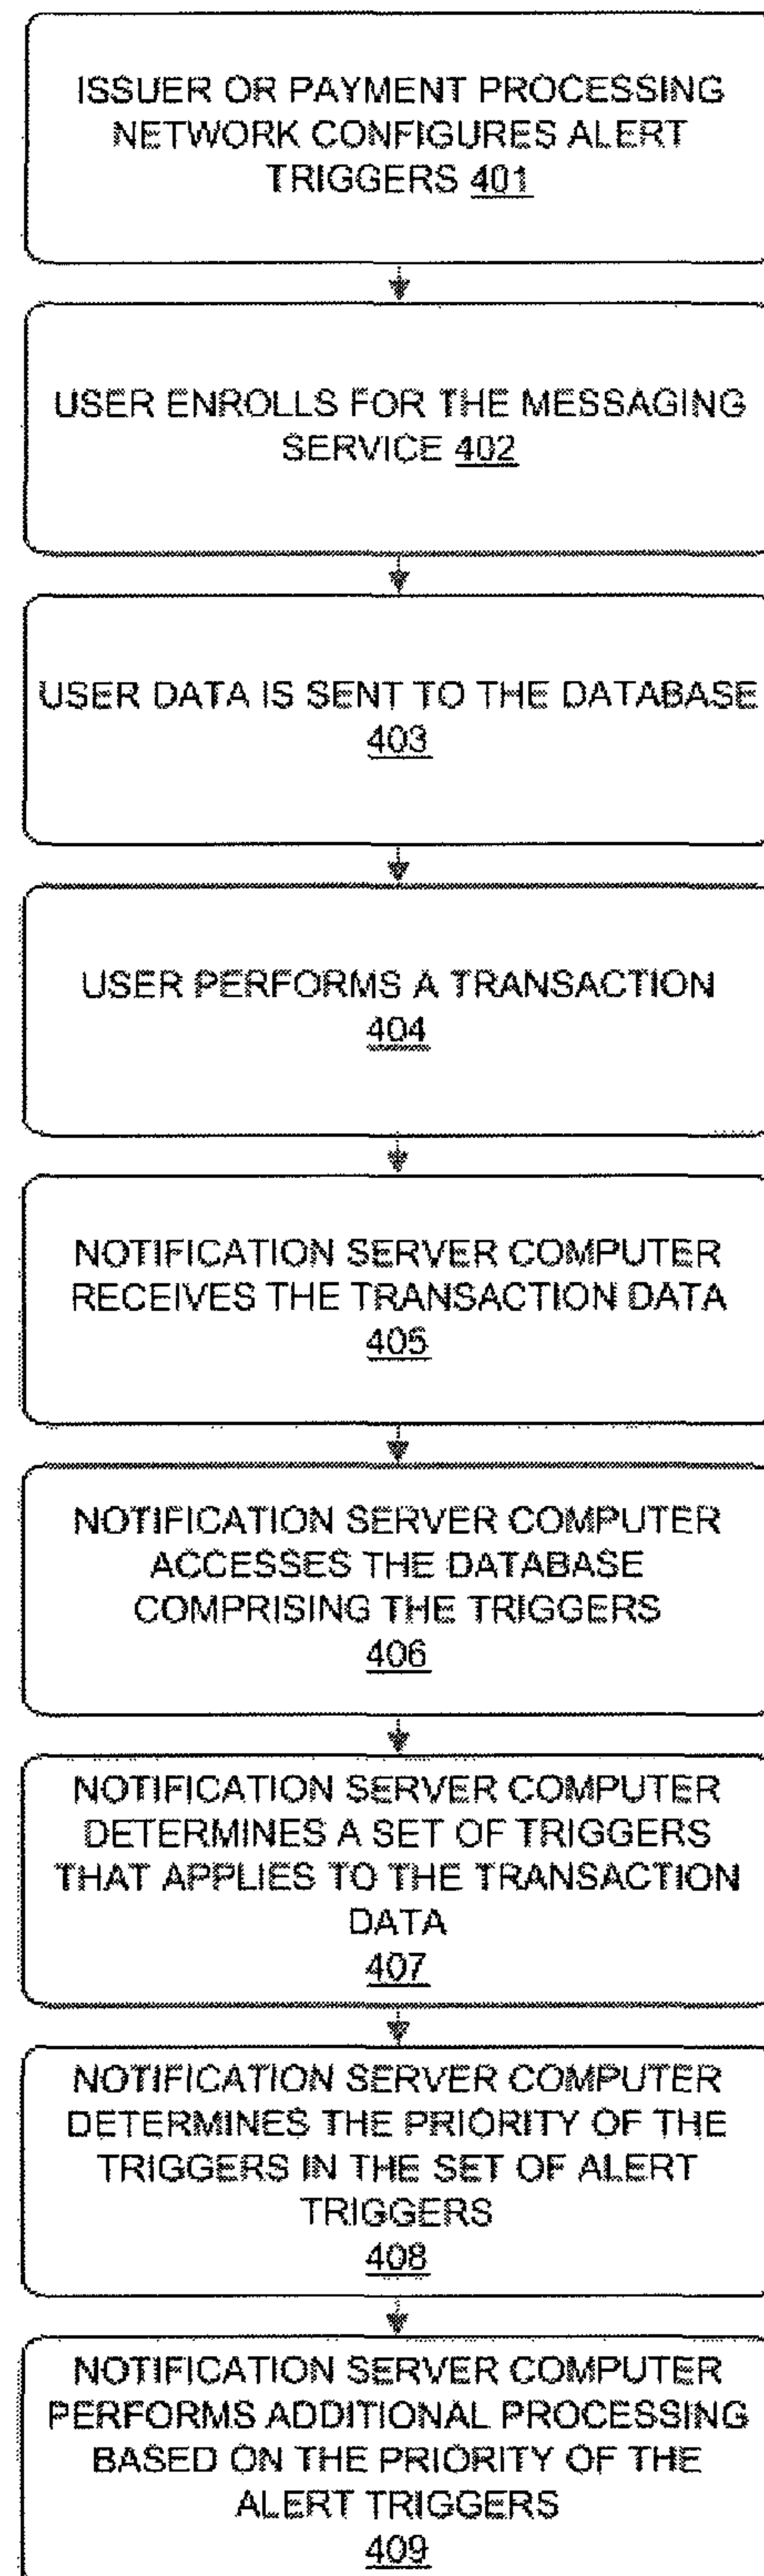 ISSUER OR PAYMENT PROCESSING
NETWORK CONFIGURES ALERT
TRIGGERS 401
USER ENROLLS FOR THE MESSAGING
SERVICE 402
USER DATA IS SENT TO THE DATABASE
403
USER PERFORMS A TRANSACTION
404
NOTIFICATION SERVER COMPUTER
RECEIVES THE TRANSACTION DATA
405
NOTIFICATION SERVER COMPUTER
ACCESSES THE DATABASE
COMPRISING THE TRIGGERS
406
NOTIFICATION SERVER COMPUTER
DETERMINES A SET OF TRIGGERS
THAT APPLIES TO THE TRANSACTION
DATA
407
NOTIFICATION SERVER COMPUTER
DETERMINES THE PRIORITY OF THE
TRIGGERS IN THE SET OF ALERT
TRIGGERS
408
NOTIFICATION SERVER COMPUTER
PERFORMS ADDITIONAL PROCESSING
BASED ON THE PRIORITY OF THE
ALERT TRIGGERS
409